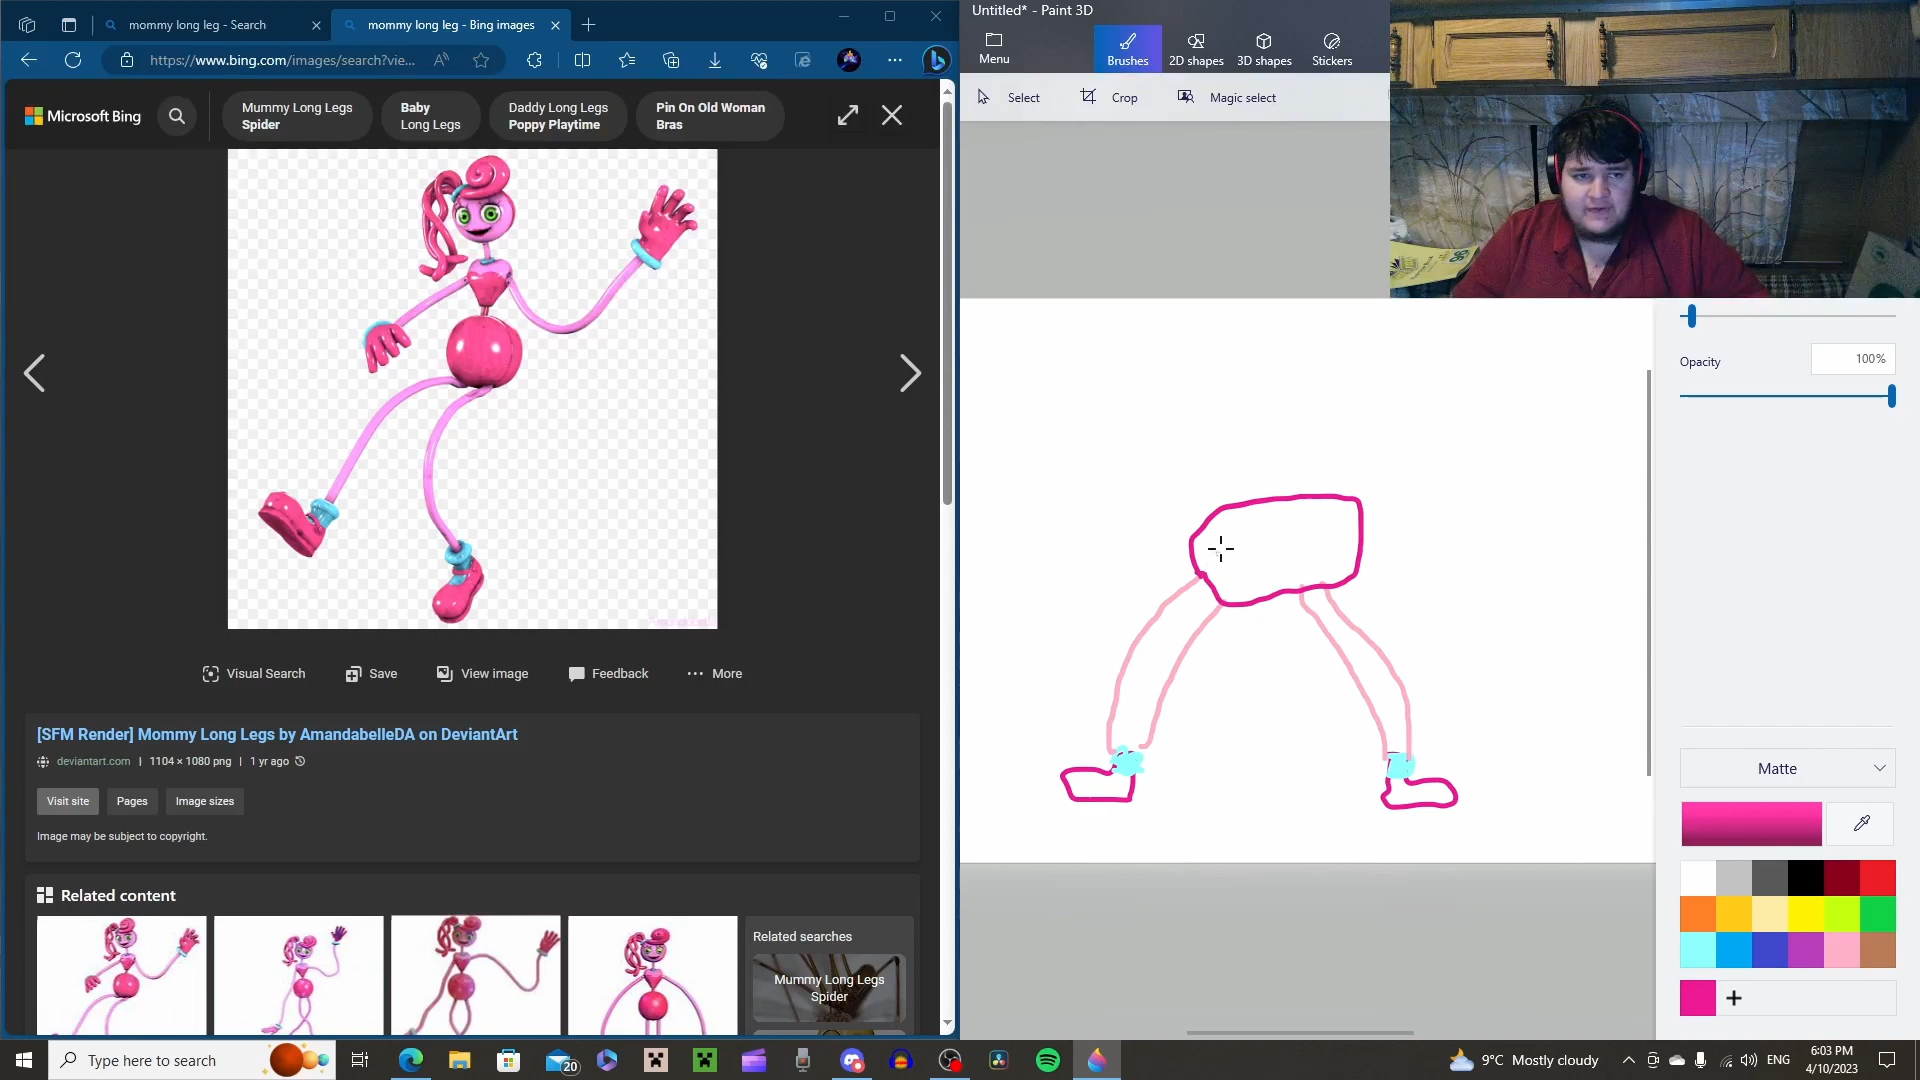 mommy long leg - Search
mommy long leg - Bing images
https://www.bing.com/images/search?vie...
Microsoft Bing
Mummy Long Legs
Spider
Baby
Long Legs
Daddy Long Legs
Poppy Playtime
Pin On Old Woman
Bras
Visual Search
Save
View image
Feedback
More
[SFM Render] Mommy Long Legs by AmandabelleDA on DeviantArt
deviantart.com | 1104 × 1080 png | 1 yr ago
Visit site
Pages
Image sizes
Image may be subject to copyright.
Related content
Related searches
Mummy Long Legs
Spider
Untitled* - Paint 3D
Menu
Brushes
2D shapes
3D shapes
Stickers
Select
Crop
Magic select
Opacity
100%
Matte
Type here to search
20
9°C Mostly cloudy
ENG
6:03 PM
4/10/2023